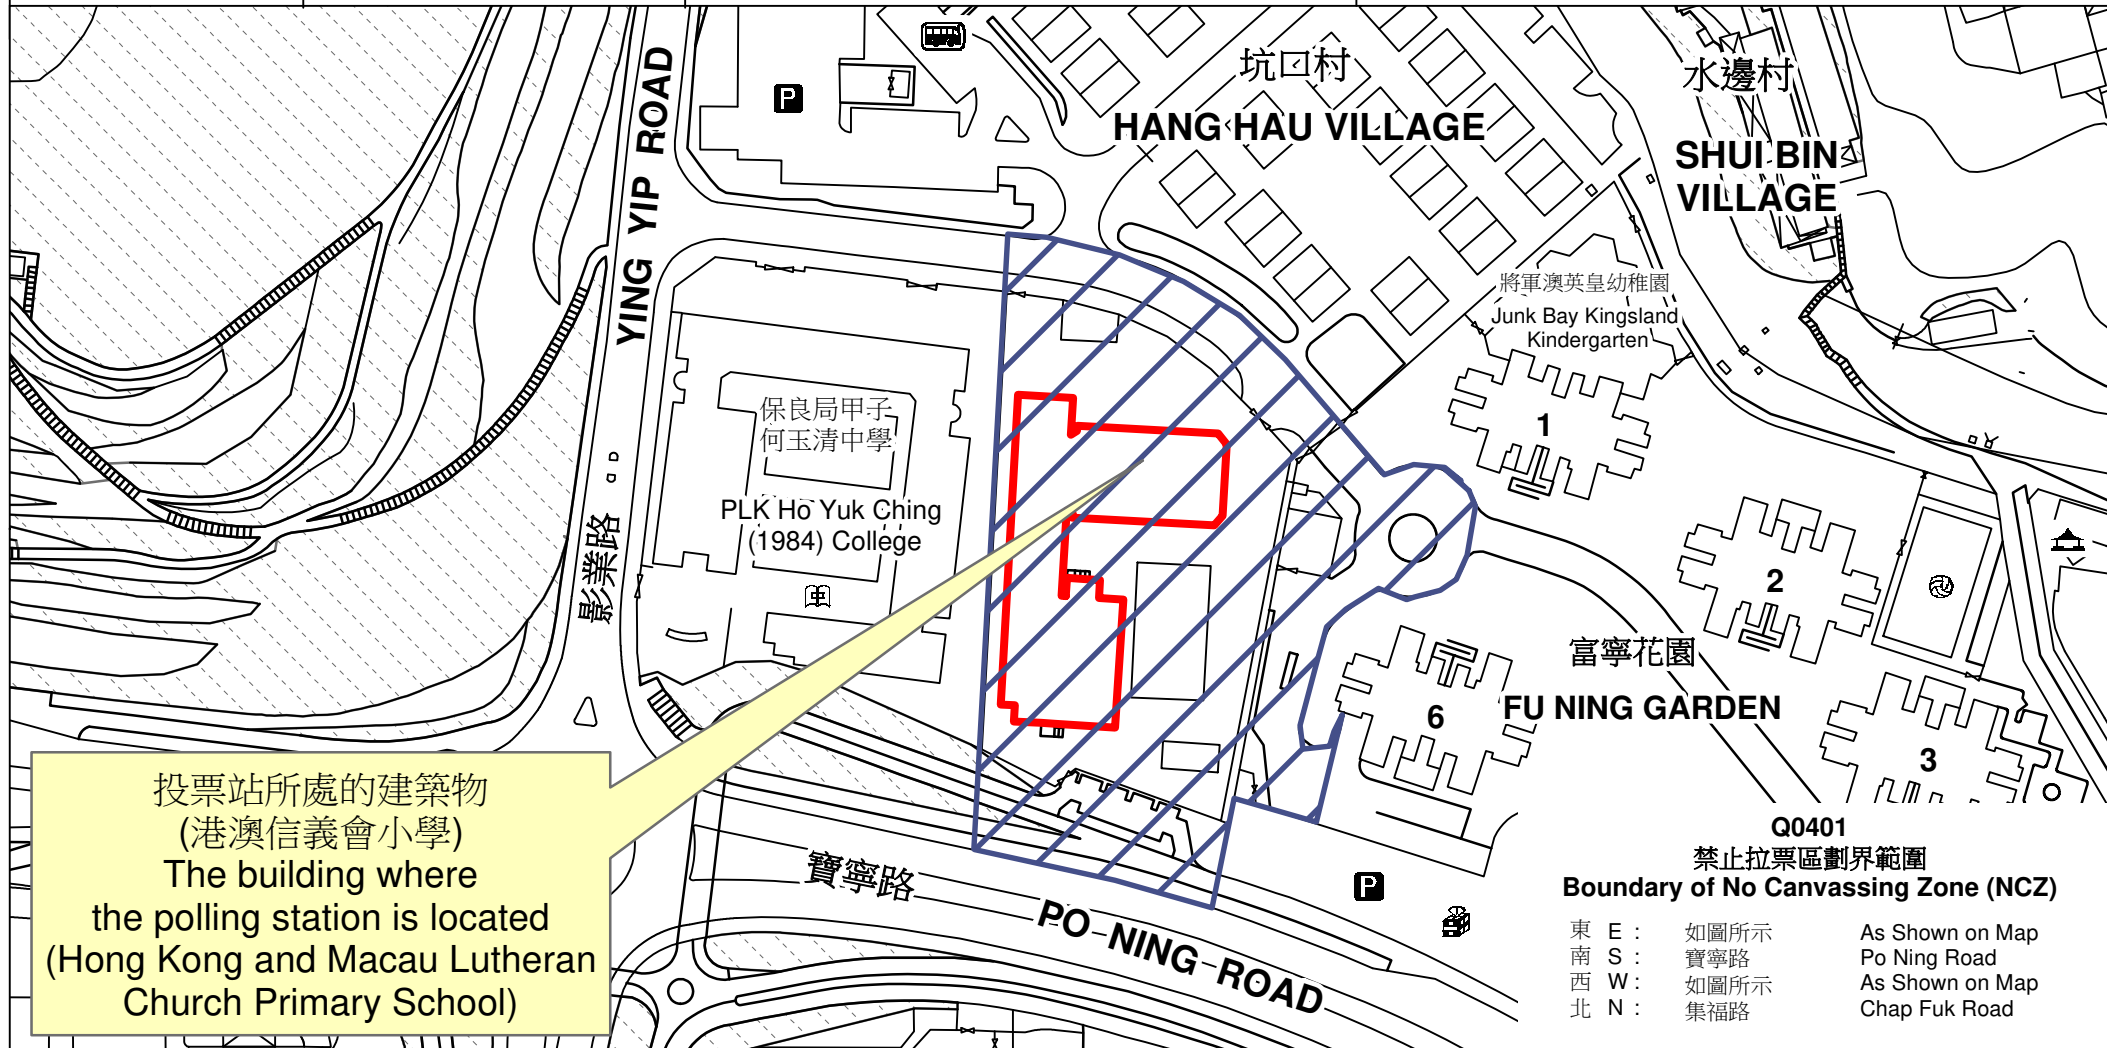 坑口村
HANG HAU VILLAGE
水邊村
SHUI BIN
VILLAGE
YING YIP ROAD
影業路
將軍澳英皇幼稚園
Junk Bay Kingsland
Kindergarten
保良局甲子
何玉清中學
PLK Ho Yuk Ching
(1984) College
1
2
3
6
富寧花園
FU NING GARDEN
P
P
投票站所處的建築物
(港澳信義會小學)
The building where
the polling station is located
(Hong Kong and Macau Lutheran
Church Primary School)
寶寧路
PO NING ROAD
Q0401
禁止拉票區劃界範圍
Boundary of No Canvassing Zone (NCZ)
東 E : 如圖所示 As Shown on Map
南 S : 寶寧路 Po Ning Road
西 W : 如圖所示 As Shown on Map
北 N : 集福路 Chap Fuk Road